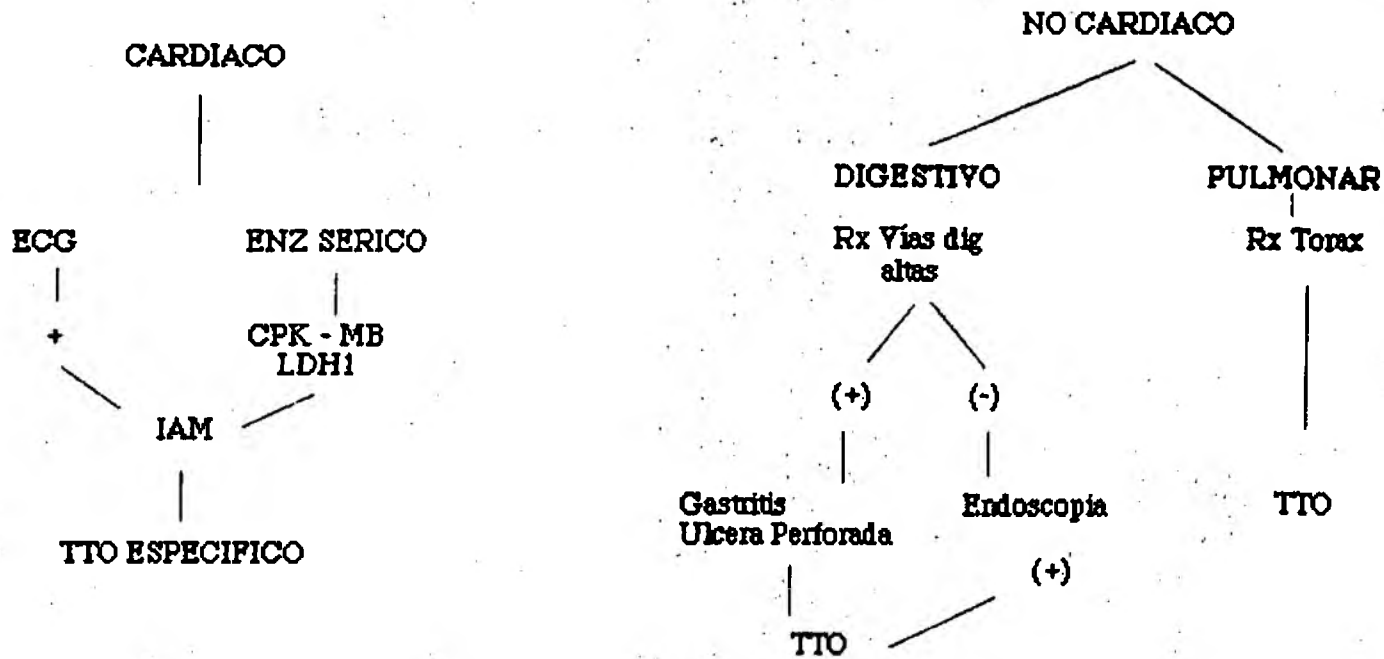 CARDIACO
ECG
ENZ SERICO
+
CPK - MB
LDH1
IAM
TTO ESPECIFICO
NO CARDIACO
DIGESTIVO
PULMONAR
Rx Vías dig
altas
Rx Torax
(+)
(-)
Gastritis
Ulcera Perforada
Endoscopia
TTO
(+)
TTO